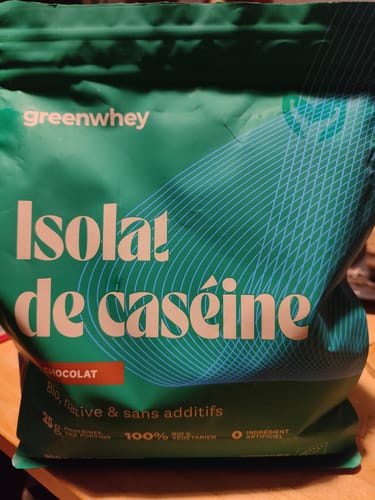 greenwhey
Isolat
de caséine
CHOCOLAT
Bio, native & sans additifs
25g PROTÉINES PAR PORTION 100% BIO & VÉGÉTARIEN 0 INGRÉDIENT ARTIFICIEL